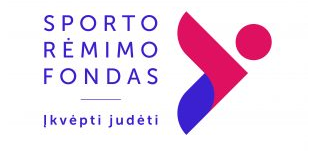 SPORTO
RĖMIMO
FONDAS
Įkvėpti judėti